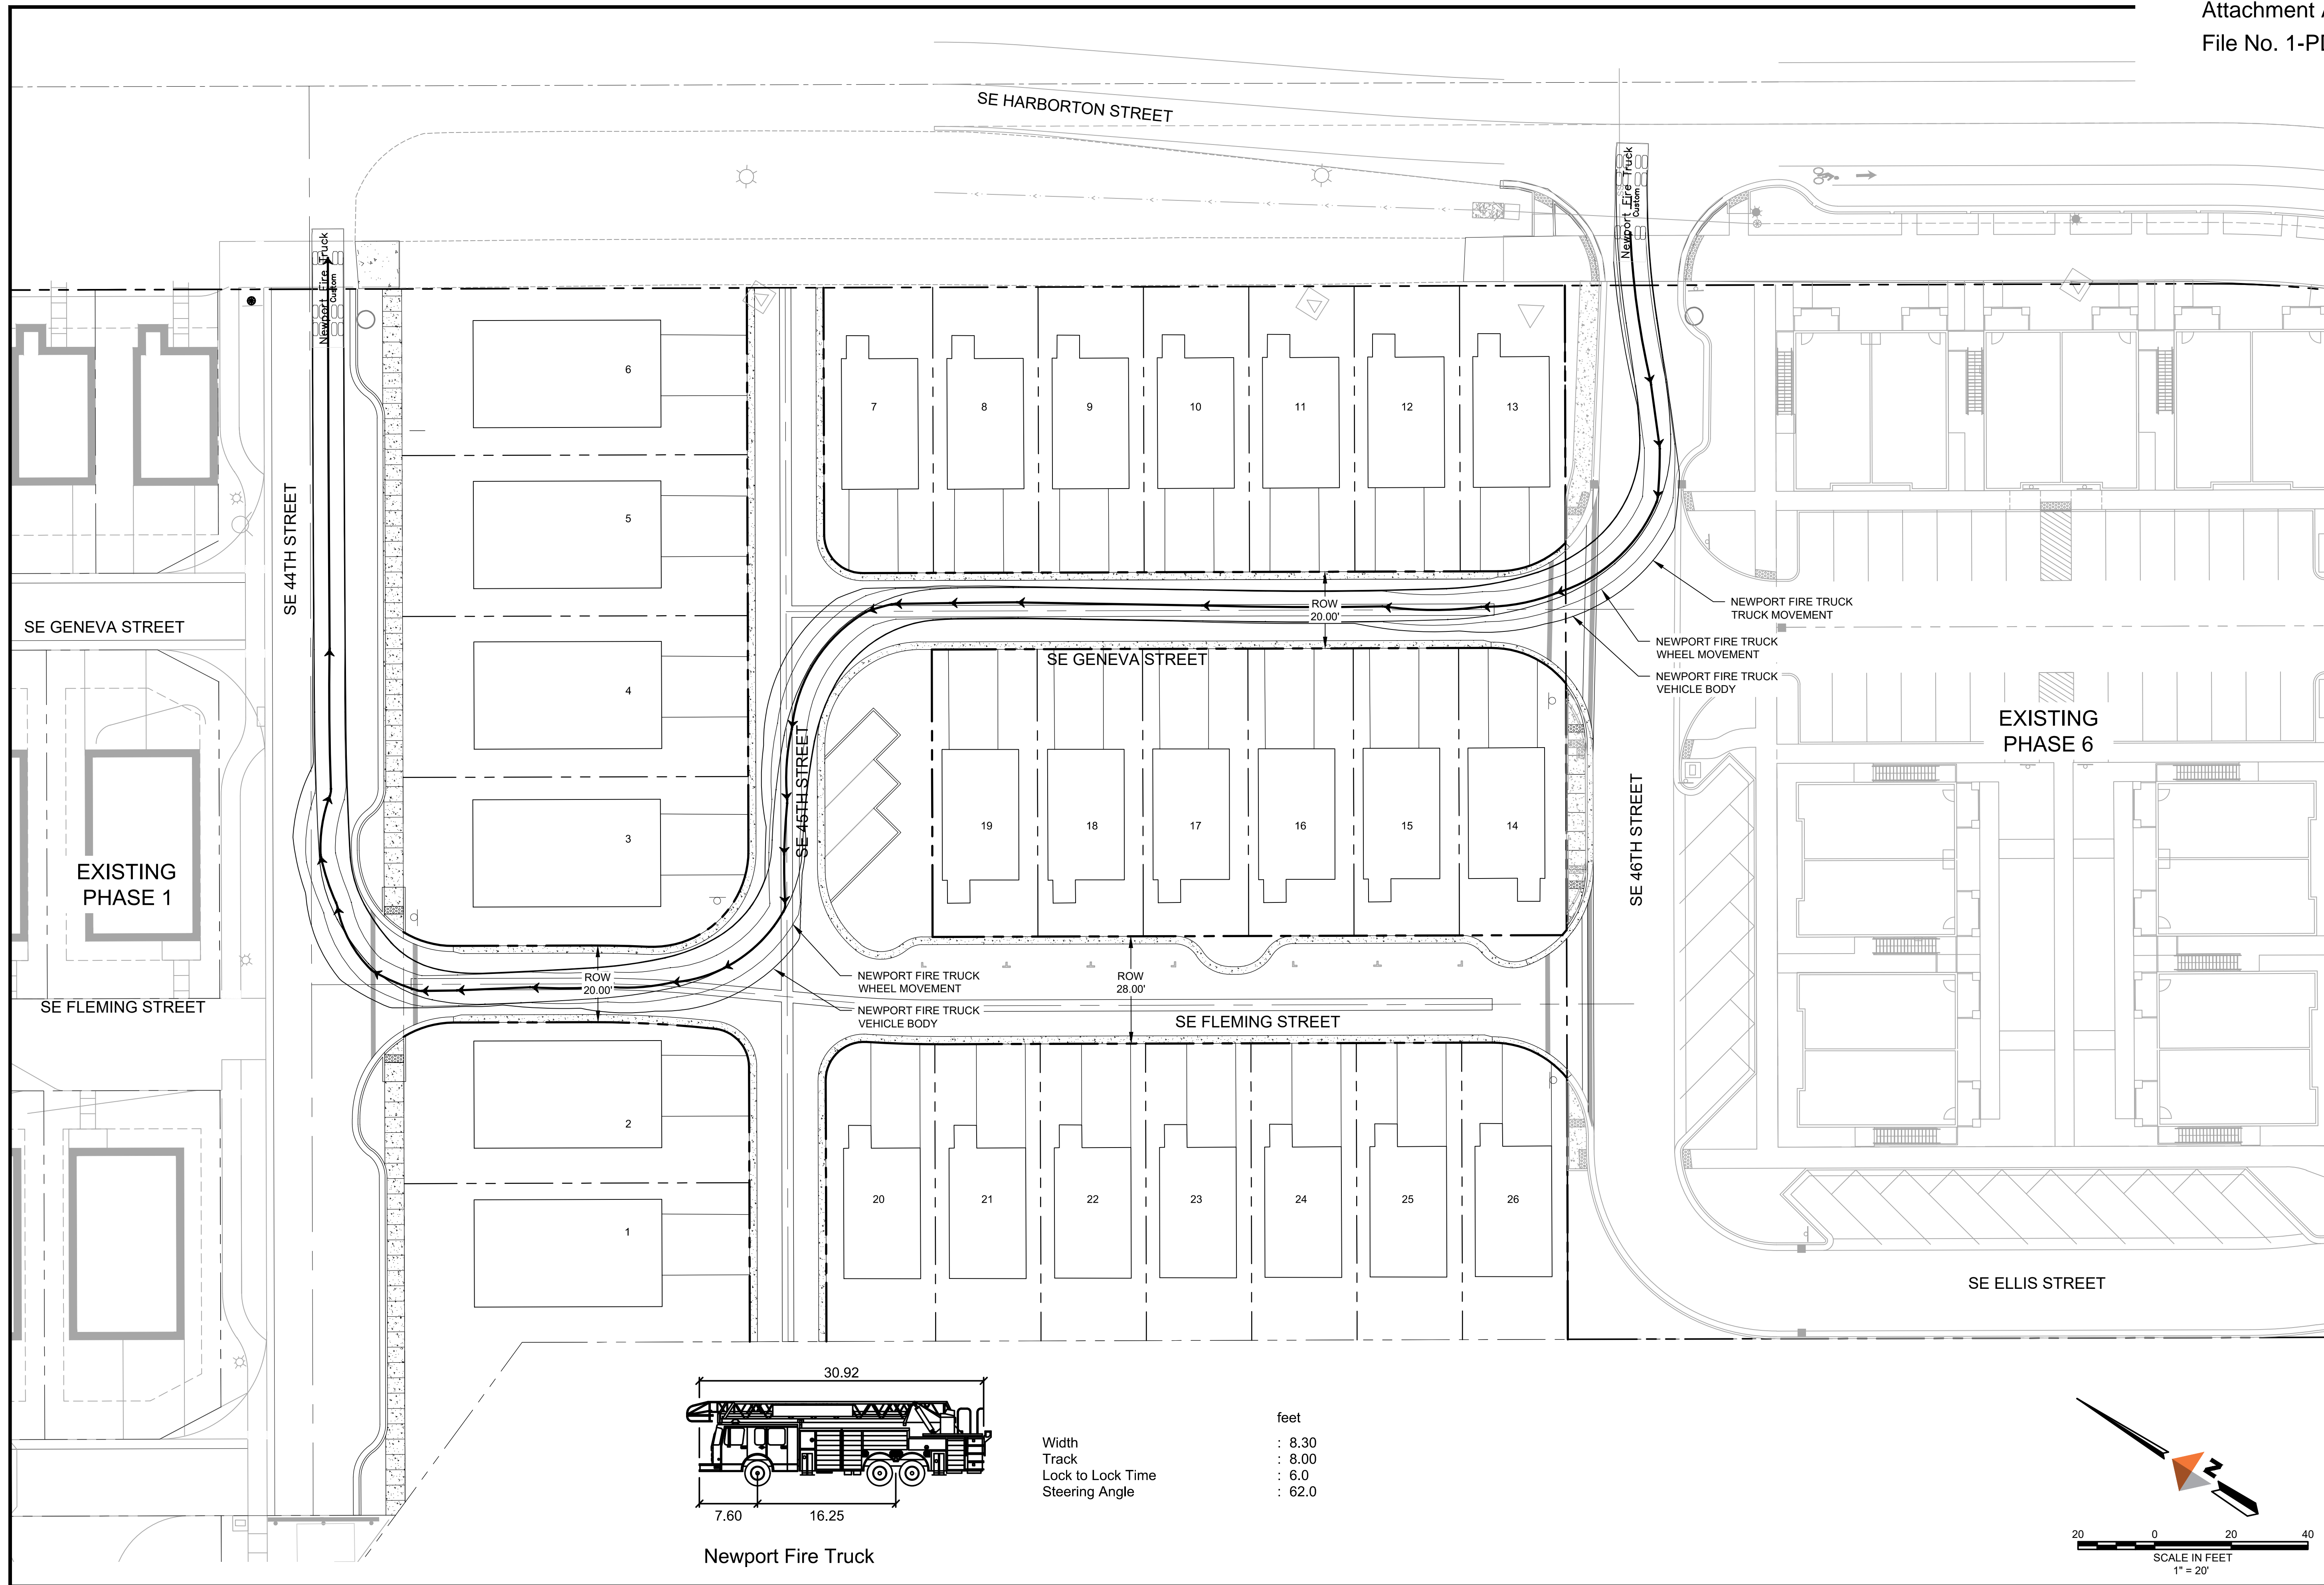 Attachment
File No. 1-P
SE HARBORTON STREET
Newport Fire Truck
Custom
Newport Fire Truck
Custom
6
7
8
9
10
11
12
13
5
SE 44TH STREET
SE GENEVA STREET
ROW
20.00'
NEWPORT FIRE TRUCK
TRUCK MOVEMENT
NEWPORT FIRE TRUCK
WHEEL MOVEMENT
NEWPORT FIRE TRUCK
VEHICLE BODY
SE GENEVA STREET
4
EXISTING
PHASE 6
SE 45TH STREET
3
19
18
17
16
15
14
SE 46TH STREET
EXISTING
PHASE 1
ROW
20.00'
NEWPORT FIRE TRUCK
WHEEL MOVEMENT
ROW
28.00'
SE FLEMING STREET
NEWPORT FIRE TRUCK
VEHICLE BODY
SE FLEMING STREET
2
20
21
22
23
24
25
26
1
SE ELLIS STREET
30.92
7.60
16.25
Newport Fire Truck
feet
Width : 8.30
Track : 8.00
Lock to Lock Time : 6.0
Steering Angle : 62.0
N
20 0 20 40
SCALE IN FEET
1" = 20'